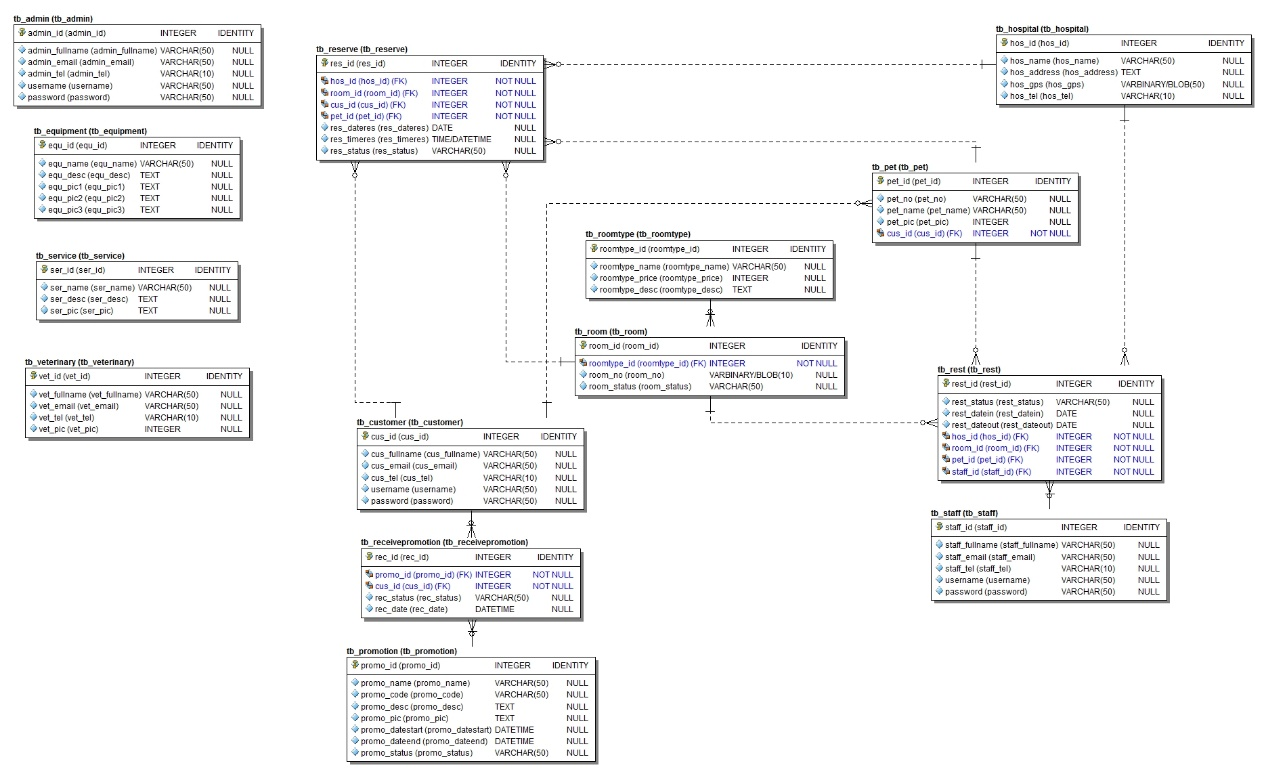 tb_admin (tb_admin)
admin_id (admin_id) INTEGER IDENTITY
admin_fullname (admin_fullname) VARCHAR(50) NULL
admin_email (admin_email) VARCHAR(50) NULL
admin_tel (admin_tel) VARCHAR(10) NULL
username (username) VARCHAR(50) NULL
password (password) VARCHAR(50) NULL
tb_equipment (tb_equipment)
equ_id (equ_id) INTEGER IDENTITY
equ_name (equ_name) VARCHAR(50) NULL
equ_desc (equ_desc) TEXT NULL
equ_pic1 (equ_pic1) TEXT NULL
equ_pic2 (equ_pic2) TEXT NULL
equ_pic3 (equ_pic3) TEXT NULL
tb_service (tb_service)
ser_id (ser_id) INTEGER IDENTITY
ser_name (ser_name) VARCHAR(50) NULL
ser_desc (ser_desc) TEXT NULL
ser_pic (ser_pic) TEXT NULL
tb_veterinary (tb_veterinary)
vet_id (vet_id) INTEGER IDENTITY
vet_fullname (vet_fullname) VARCHAR(50) NULL
vet_email (vet_email) VARCHAR(50) NULL
vet_tel (vet_tel) VARCHAR(10) NULL
vet_pic (vet_pic) INTEGER NULL
tb_reserve (tb_reserve)
res_id (res_id) INTEGER IDENTITY
hos_id (hos_id) (FK) INTEGER NOT NULL
room_id (room_id) (FK) INTEGER NOT NULL
cus_id (cus_id) (FK) INTEGER NOT NULL
pet_id (pet_id) (FK) INTEGER NOT NULL
res_dateres (res_dateres) DATE NULL
res_timeres (res_timeres) TIME/DATETIME NULL
res_status (res_status) VARCHAR(50) NULL
tb_hospital (tb_hospital)
hos_id (hos_id) INTEGER IDENTITY
hos_name (hos_name) VARCHAR(50) NULL
hos_address (hos_address) TEXT NULL
hos_gps (hos_gps) VARBINARY/BLOB(50) NULL
hos_tel (hos_tel) VARCHAR(10) NULL
tb_pet (tb_pet)
pet_id (pet_id) INTEGER IDENTITY
pet_no (pet_no) VARCHAR(50) NULL
pet_name (pet_name) VARCHAR(50) NULL
pet_pic (pet_pic) INTEGER NULL
cus_id (cus_id) (FK) INTEGER NOT NULL
tb_roomtype (tb_roomtype)
roomtype_id (roomtype_id) INTEGER IDENTITY
roomtype_name (roomtype_name) VARCHAR(50) NULL
roomtype_price (roomtype_price) INTEGER NULL
roomtype_desc (roomtype_desc) TEXT NULL
tb_room (tb_room)
room_id (room_id) INTEGER IDENTITY
roomtype_id (roomtype_id) (FK) INTEGER NOT NULL
room_no (room_no) VARBINARY/BLOB(10) NULL
room_status (room_status) VARCHAR(50) NULL
tb_rest (tb_rest)
rest_id (rest_id) INTEGER IDENTITY
rest_status (rest_status) VARCHAR(50) NULL
rest_datein (rest_datein) DATE NULL
rest_dateout (rest_dateout) DATE NULL
hos_id (hos_id) (FK) INTEGER NOT NULL
room_id (room_id) (FK) INTEGER NOT NULL
pet_id (pet_id) (FK) INTEGER NOT NULL
staff_id (staff_id) (FK) INTEGER NOT NULL
tb_customer (tb_customer)
cus_id (cus_id) INTEGER IDENTITY
cus_fullname (cus_fullname) VARCHAR(50) NULL
cus_email (cus_email) VARCHAR(50) NULL
cus_tel (cus_tel) VARCHAR(10) NULL
username (username) VARCHAR(50) NULL
password (password) VARCHAR(50) NULL
tb_staff (tb_staff)
staff_id (staff_id) INTEGER IDENTITY
staff_fullname (staff_fullname) VARCHAR(50) NULL
staff_email (staff_email) VARCHAR(50) NULL
staff_tel (staff_tel) VARCHAR(10) NULL
username (username) VARCHAR(50) NULL
password (password) VARCHAR(50) NULL
tb_receivepromotion (tb_receivepromotion)
rec_id (rec_id) INTEGER IDENTITY
promo_id (promo_id) (FK) INTEGER NOT NULL
cus_id (cus_id) (FK) INTEGER NOT NULL
rec_status (rec_status) VARCHAR(50) NULL
rec_date (rec_date) DATETIME NULL
tb_promotion (tb_promotion)
promo_id (promo_id) INTEGER IDENTITY
promo_name (promo_name) VARCHAR(50) NULL
promo_code (promo_code) VARCHAR(50) NULL
promo_desc (promo_desc) TEXT NULL
promo_pic (promo_pic) TEXT NULL
promo_datestart (promo_datestart) DATETIME NULL
promo_dateend (promo_dateend) DATETIME NULL
promo_status (promo_status) VARCHAR(50) NULL